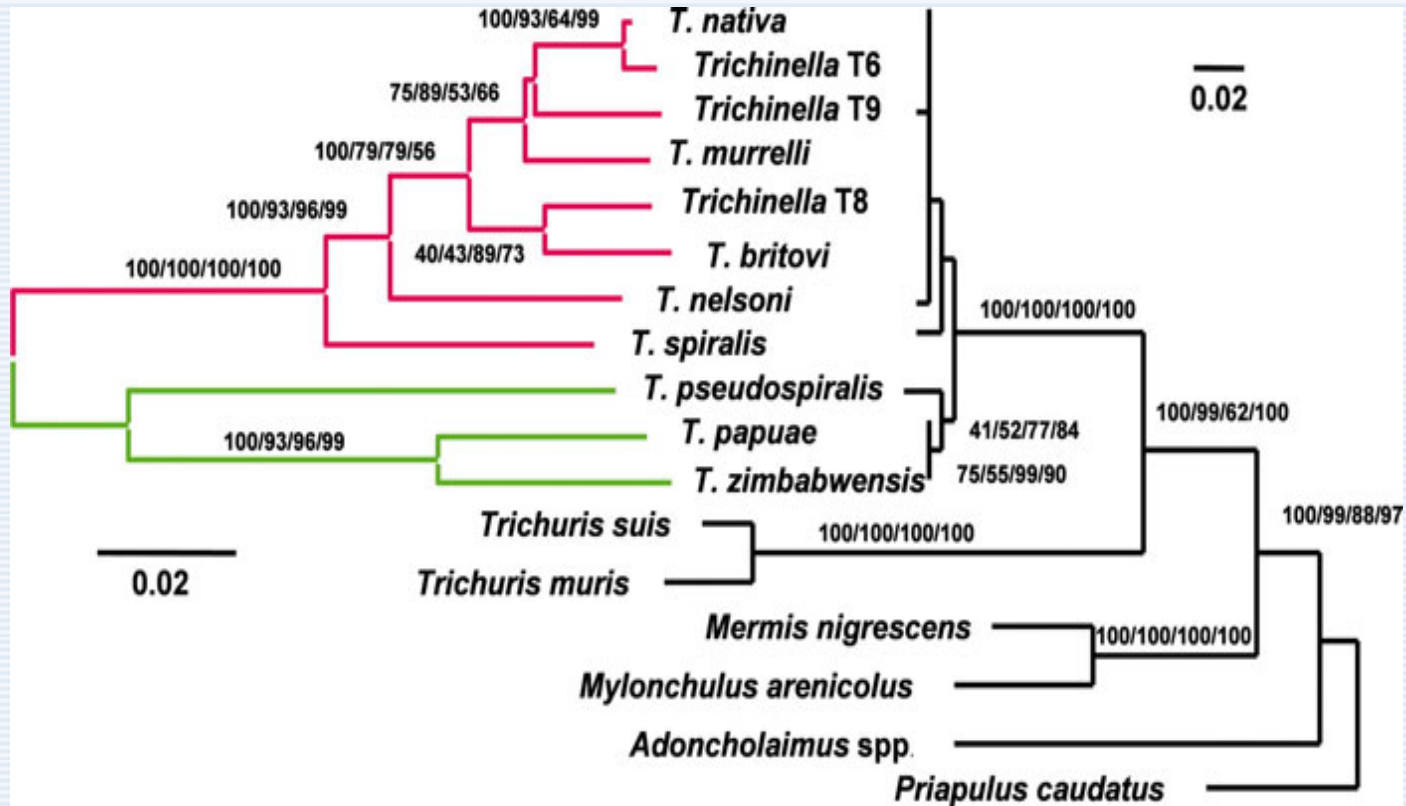 100/93/64/99
T. nativa
Trichinella T6
0.02
75/89/53/66
Trichinella T9
100/79/79/56
T. murrelli
Trichinella T8
100/93/96/99
40/43/89/73
T. britovi
100/100/100/100
T. nelsoni
100/100/100/100
T. spiralis
T. pseudospiralis
100/99/62/100
T. papuae
41/52/77/84
100/93/96/99
T. zimbabwensis
75/55/99/90
Trichuris suis
100/100/100/100
100/99/88/97
0.02
Trichuris muris
Mermis nigrescens
100/100/100/100
Mylonchulus arenicolus
Adoncholaimus spp.
Priapulus caudatus